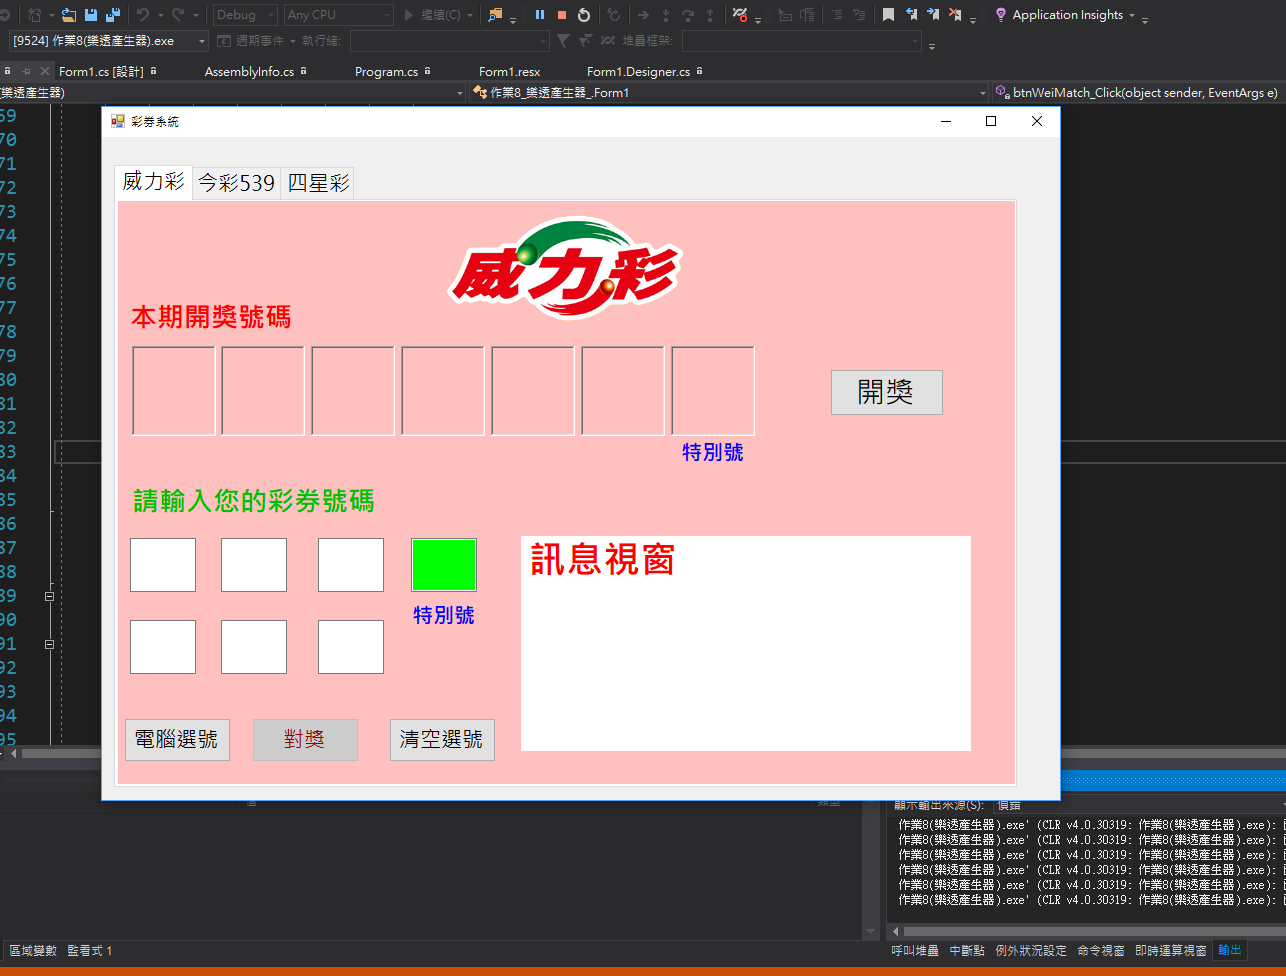 Debug Any CPU 繼續(C) Application Insights
[9524] 作業8(樂透產生器).exe 週期事件 執行緒: 堆疊框架:
Form1.cs [設計] AssemblyInfo.cs Program.cs Form1.resx Form1.Designer.cs
樂透產生器) 作業8_樂透產生器_.Form1 btnWeiMatch_Click(object sender, EventArgs e)
69
70
71
72
73
74
75
76
77
78
79
80
81
82
83
84
85
86
87
88
89
90
91
92
93
94
95
彩券系統
威力彩 今彩539 四星彩
威力彩
本期開獎號碼
開獎
特別號
請輸入您的彩券號碼
訊息視窗
特別號
電腦選號 對獎 清空選號
顯示輸出來源(S): 偵錯
作業8(樂透產生器).exe' (CLR v4.0.30319: 作業8(樂透產生器).exe):
作業8(樂透產生器).exe' (CLR v4.0.30319: 作業8(樂透產生器).exe):
作業8(樂透產生器).exe' (CLR v4.0.30319: 作業8(樂透產生器).exe):
作業8(樂透產生器).exe' (CLR v4.0.30319: 作業8(樂透產生器).exe):
作業8(樂透產生器).exe' (CLR v4.0.30319: 作業8(樂透產生器).exe):
作業8(樂透產生器).exe' (CLR v4.0.30319: 作業8(樂透產生器).exe):
區域變數 監看式 1 呼叫堆疊 中斷點 例外狀況設定 命令視窗 即時運算視窗 輸出